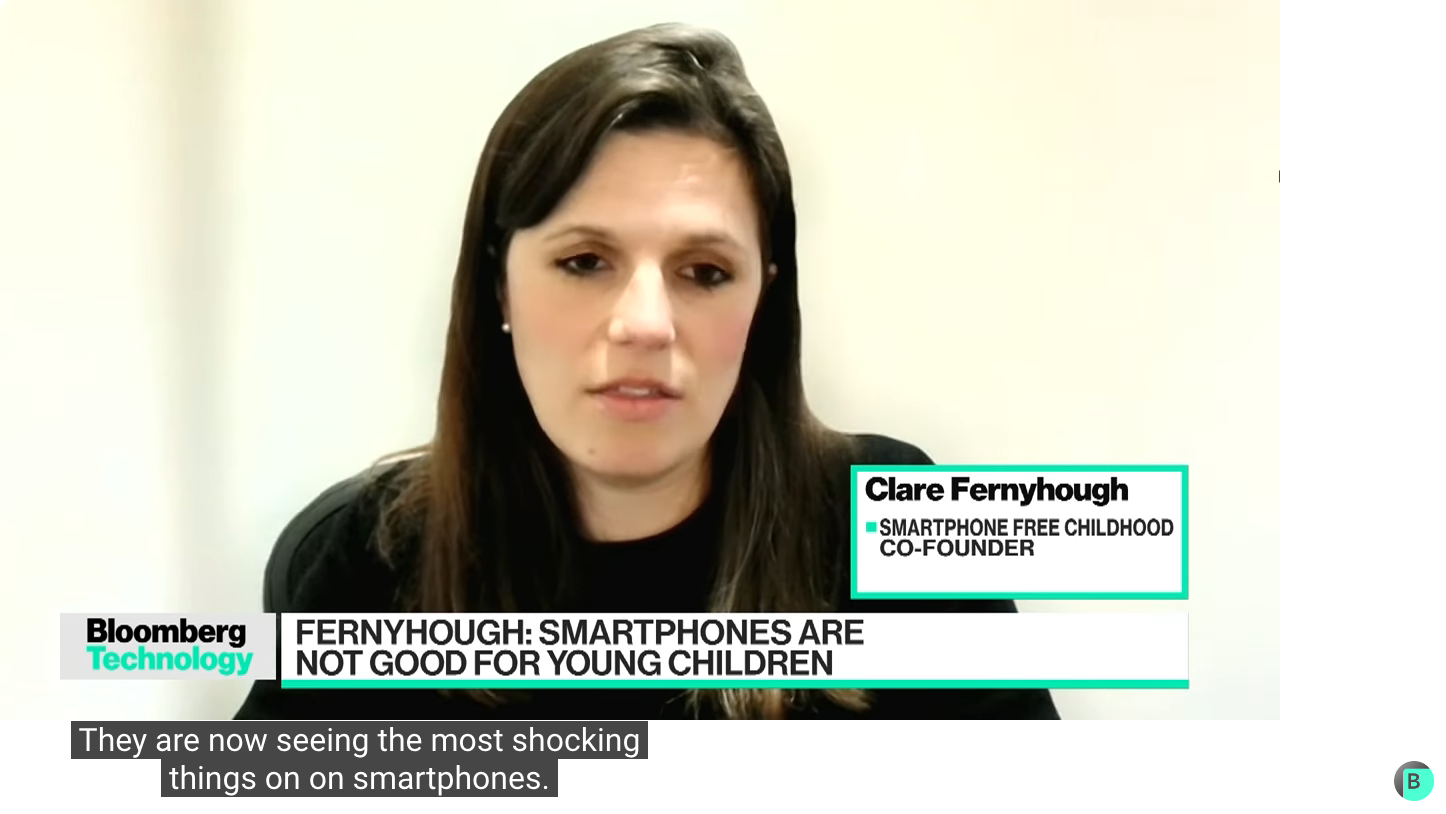 Clare Fernyhough
SMARTPHONE FREE CHILDHOOD
CO-FOUNDER
Bloomberg
Technology
FERNYHOUGH: SMARTPHONES ARE
NOT GOOD FOR YOUNG CHILDREN
They are now seeing the most shocking
things on on smartphones.
B